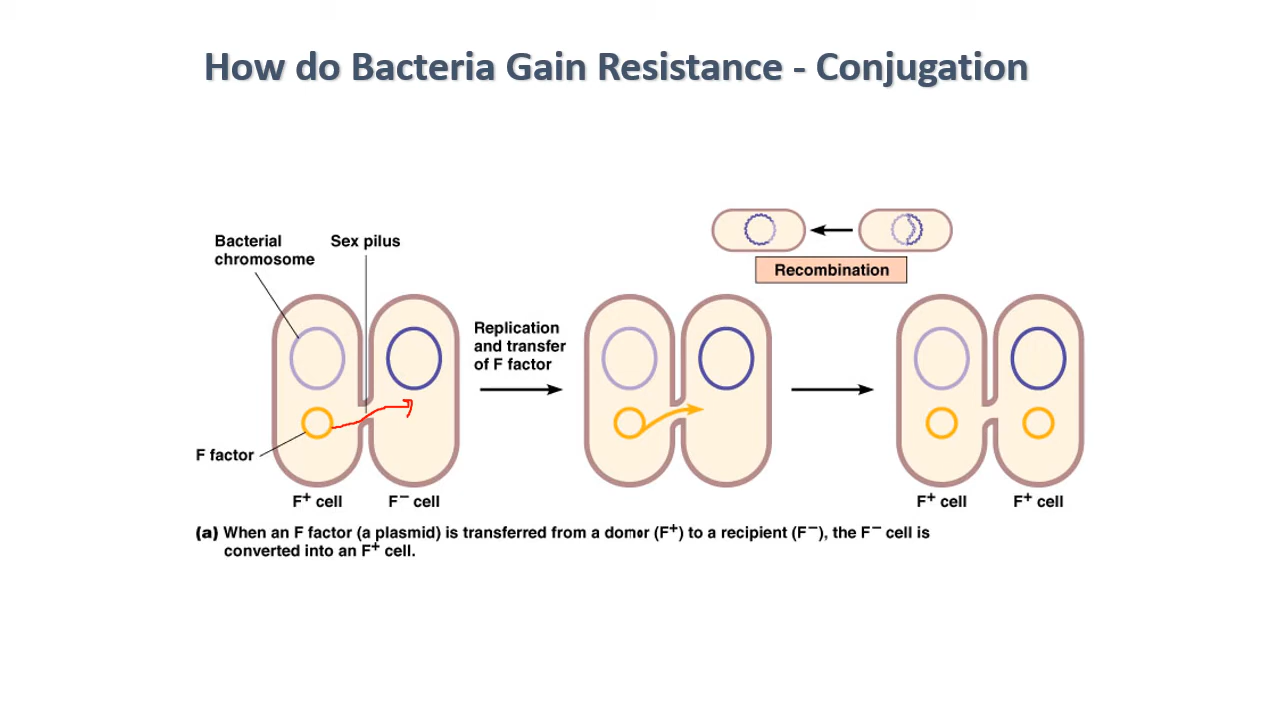 How do Bacteria Gain Resistance - Conjugation
Recombination
Bacterial
chromosome
Sex pilus
Replication
and transfer
of F factor
F factor
F⁺ cell
F⁻ cell
F⁺ cell
F⁺ cell
(a) When an F factor (a plasmid) is transferred from a donor (F⁺) to a recipient (F⁻), the F⁻ cell is
converted into an F⁺ cell.